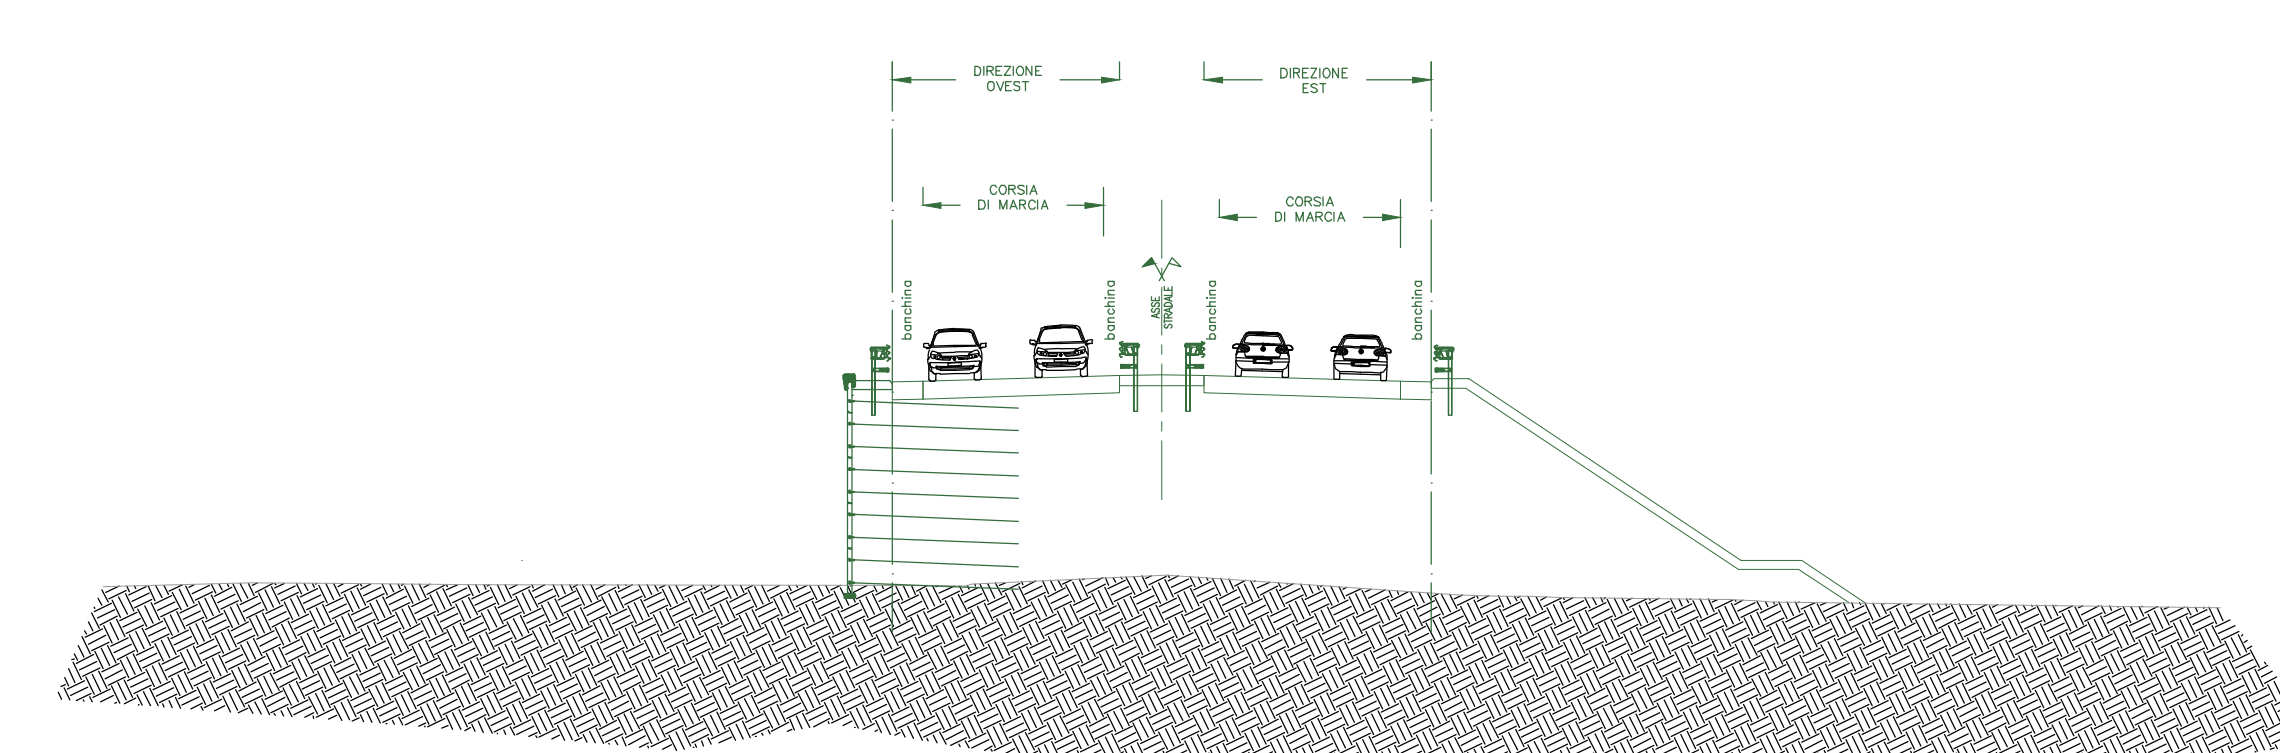 DIREZIONE
OVEST
DIREZIONE
EST
CORSIA
DI MARCIA
CORSIA
DI MARCIA
banchina
banchina
ASSE
STRADALE
banchina
banchina